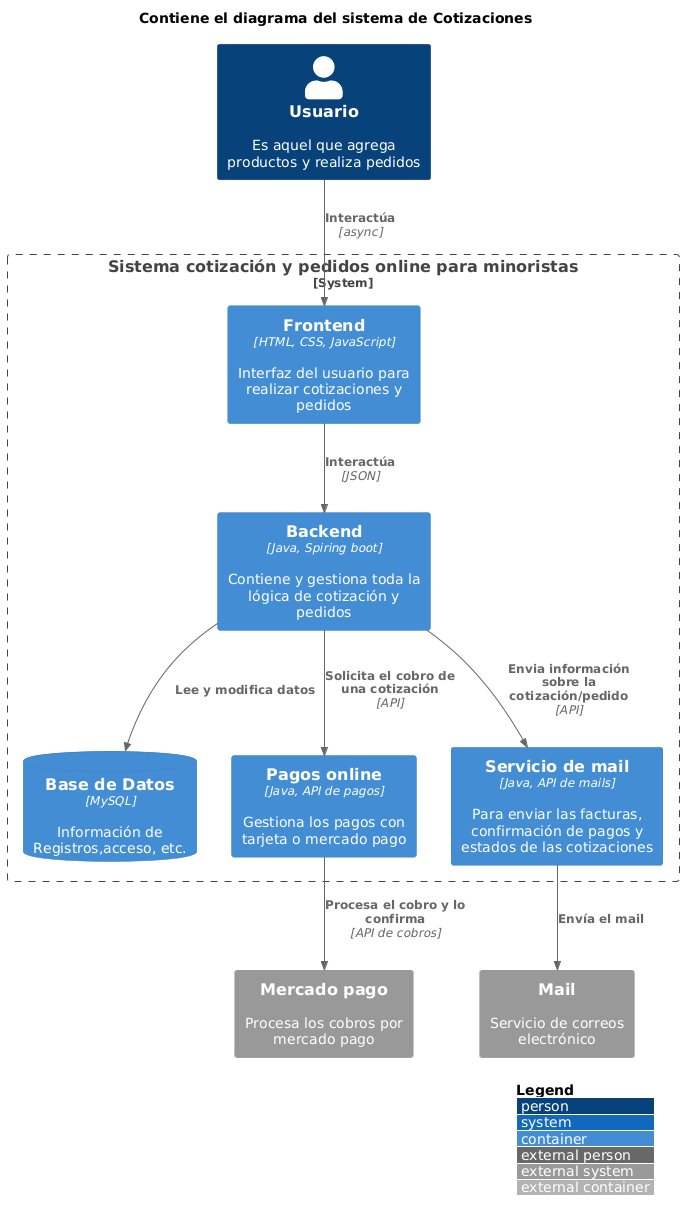 Contiene el diagrama del sistema de Cotizaciones
Usuario
Es aquel que agrega
productos y realiza pedidos
Interactúa
[async]
Sistema cotización y pedidos online para minoristas
[System]
Frontend
[HTML, CSS, JavaScript]
Interfaz del usuario para
realizar cotizaciones y
pedidos
Interactúa
[JSON]
Backend
[Java, Spiring boot]
Contiene y gestiona toda la
lógica de cotización y
pedidos
Lee y modifica datos
Solicita el cobro de
una cotización
[API]
Envia información
sobre la
cotización/pedido
[API]
Base de Datos
[MySQL]
Información de
Registros,acceso, etc.
Pagos online
[Java, API de pagos]
Gestiona los pagos con
tarjeta o mercado pago
Servicio de mail
[Java, API de mails]
Para enviar las facturas,
confirmación de pagos y
estados de las cotizaciones
Procesa el cobro y lo
confirma
[API de cobros]
Envía el mail
Mercado pago
Procesa los cobros por
mercado pago
Mail
Servicio de correos
electrónico
Legend
person
system
container
external person
external system
external container